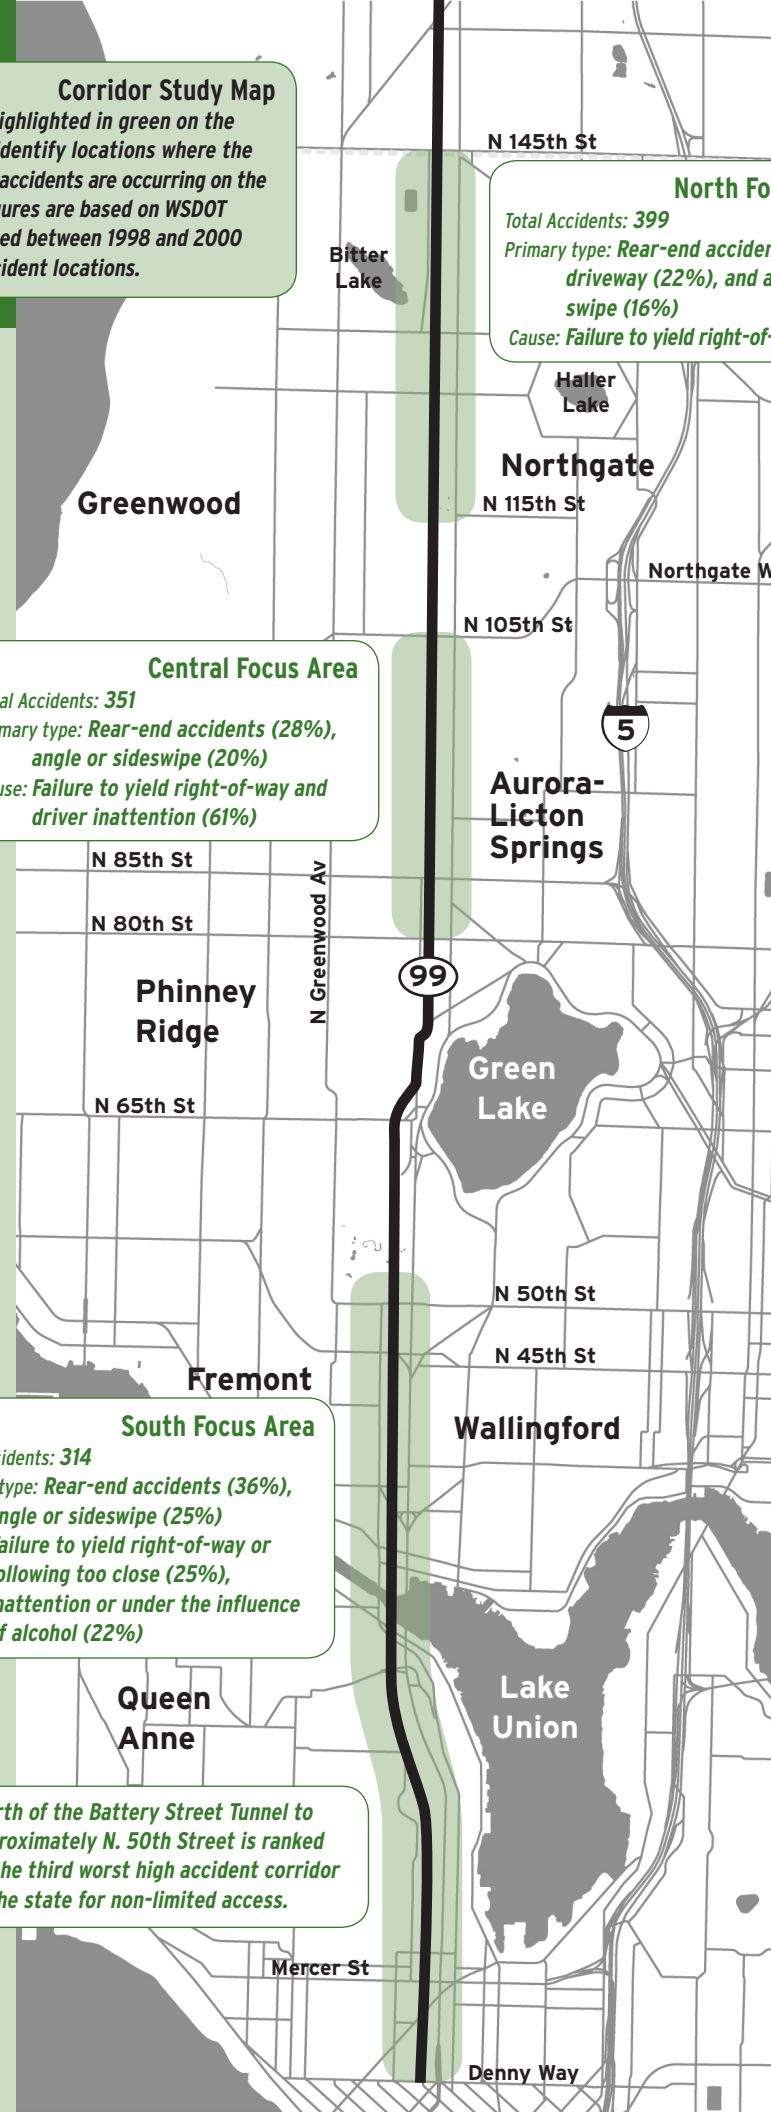 Corridor Study Map
ighlighted in green on the
dentify locations where the
accidents are occurring on the
ures are based on WSDOT
ed between 1998 and 2000
ident locations.
N 145th St
North Fo
Total Accidents: 399
Primary type: Rear-end acciden
driveway (22%), and a
swipe (16%)
Cause: Failure to yield right-of-
Bitter
Lake
Haller
Lake
Northgate
Greenwood
N 115th St
Northgate W
N 105th St
Central Focus Area
al Accidents: 351
mary type: Rear-end accidents (28%),
angle or sideswipe (20%)
use: Failure to yield right-of-way and
driver inattention (61%)
5
Aurora-
Licton
Springs
N 85th St
N Greenwood Av
N 80th St
99
Phinney
Ridge
Green
Lake
N 65th St
N 50th St
N 45th St
Fremont
Wallingford
South Focus Area
idents: 314
type: Rear-end accidents (36%),
ngle or sideswipe (25%)
ailure to yield right-of-way or
ollowing too close (25%),
nattention or under the influence
f alcohol (22%)
Lake
Union
Queen
Anne
rth of the Battery Street Tunnel to
roximately N. 50th Street is ranked
he third worst high accident corridor
he state for non-limited access.
Mercer St
Denny Way